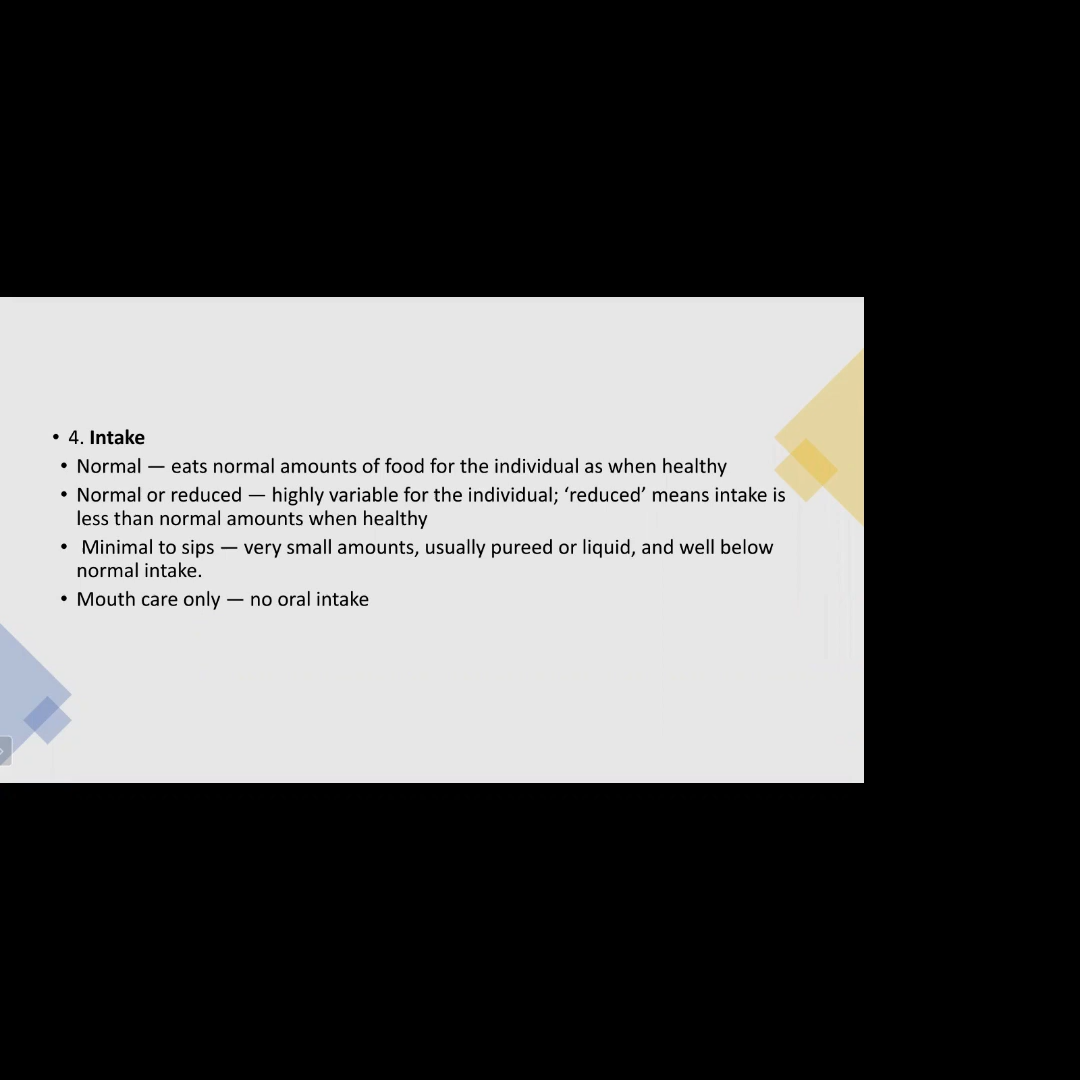 • 4. Intake
• Normal — eats normal amounts of food for the individual as when healthy
• Normal or reduced — highly variable for the individual; ‘reduced’ means intake is
less than normal amounts when healthy
• Minimal to sips — very small amounts, usually pureed or liquid, and well below
normal intake.
• Mouth care only — no oral intake